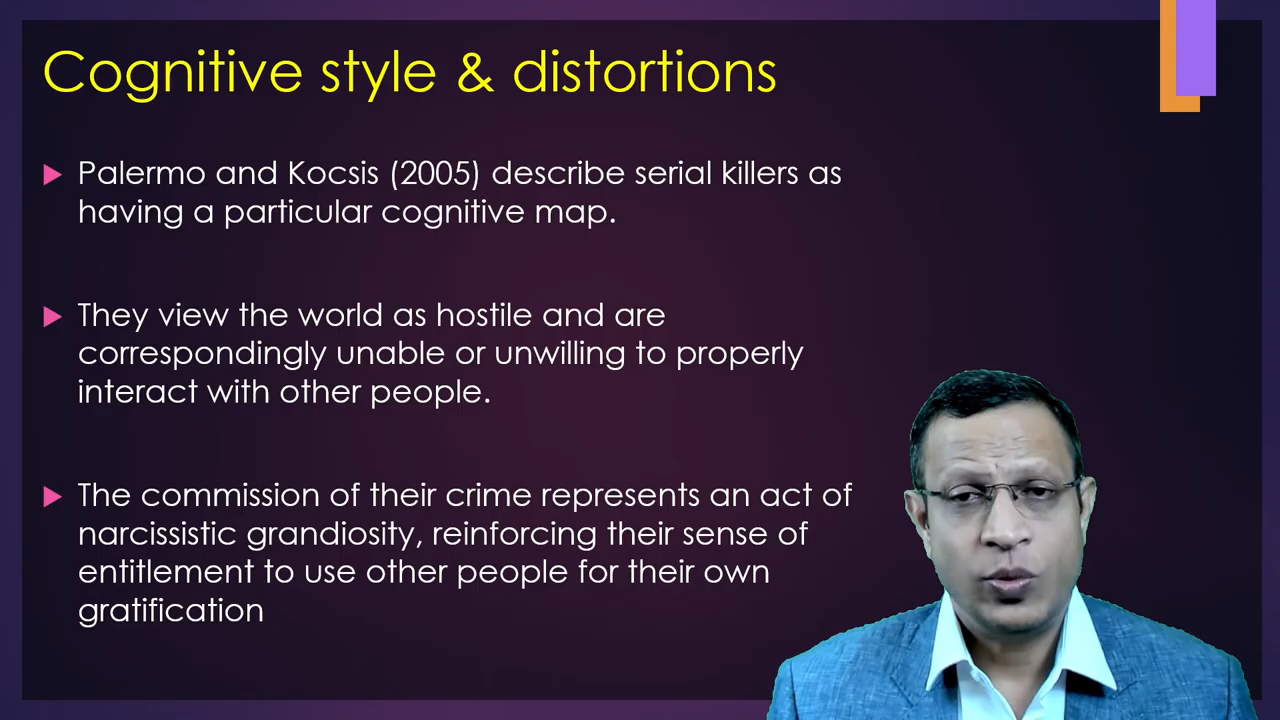 Cognitive style & distortions
Palermo and Kocsis (2005) describe serial killers as
having a particular cognitive map.
They view the world as hostile and are
correspondingly unable or unwilling to properly
interact with other people.
The commission of their crime represents an act of
narcissistic grandiosity, reinforcing their sense of
entitlement to use other people for their own
gratification